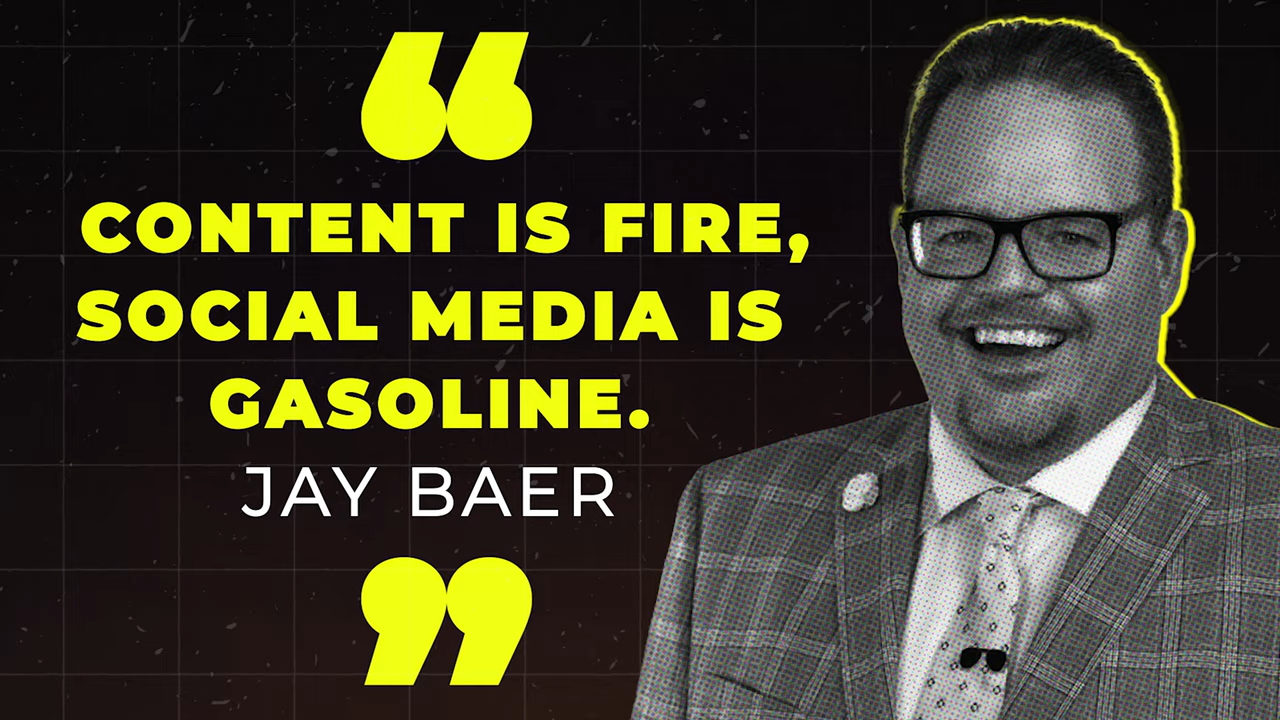 “
CONTENT IS FIRE,
SOCIAL MEDIA IS
GASOLINE.
JAY BAER
”